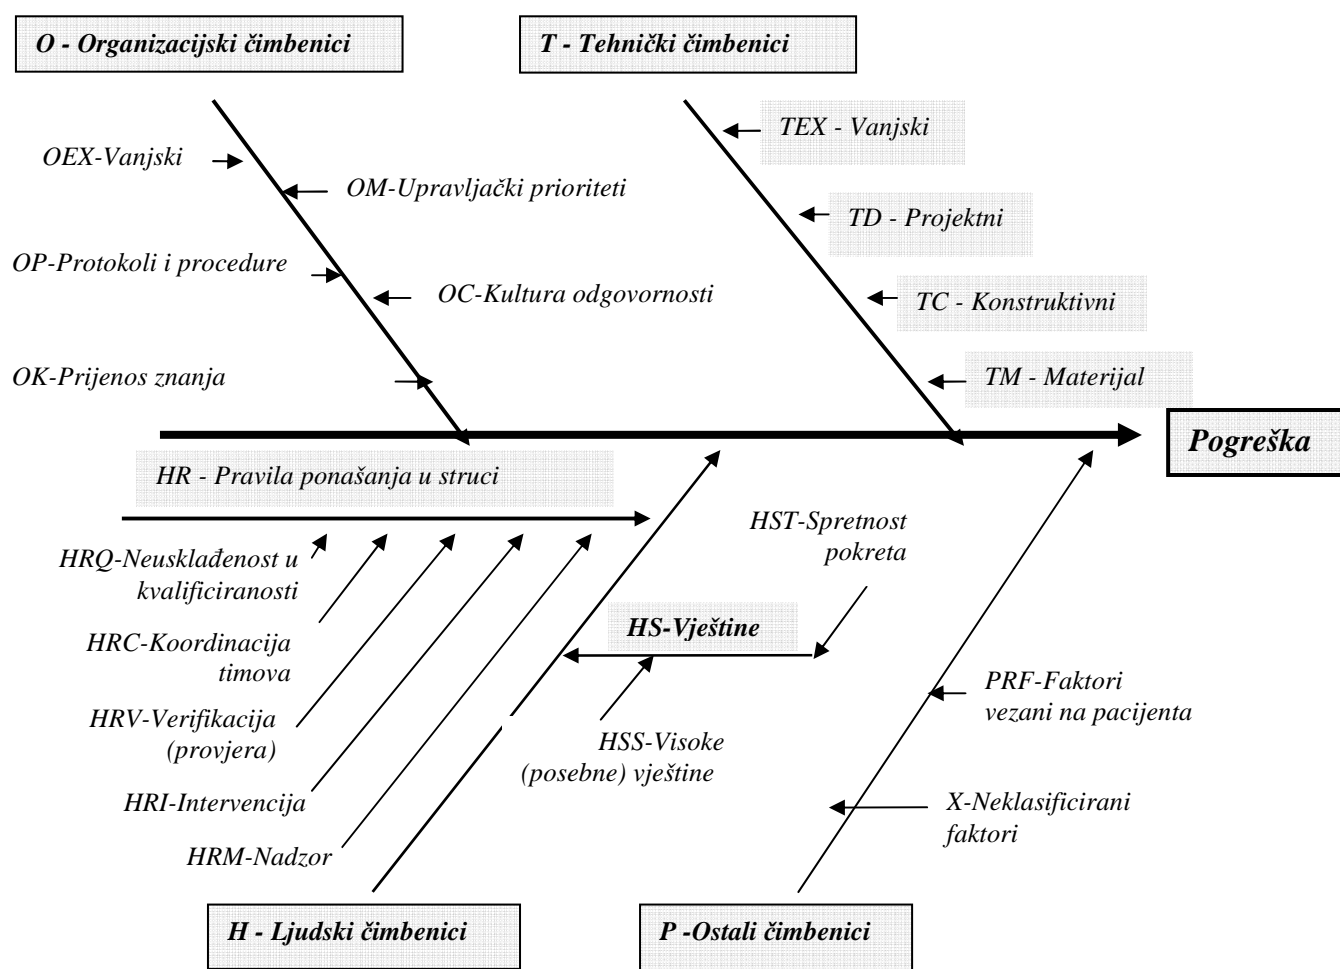 O - Organizacijski čimbenici
T - Tehnički čimbenici
TEX - Vanjski
OEX-Vanjski
OM-Upravljački prioriteti
TD - Projektni
OP-Protokoli i procedure
OC-Kultura odgovornosti
TC - Konstruktivni
OK-Prijenos znanja
TM - Materijal
Pogreška
HR - Pravila ponašanja u struci
HST-Spretnost
pokreta
HRQ-Neusklađenost u
kvalificiranosti
HS-Vještine
HRC-Koordinacija
timova
PRF-Faktori
vezani na pacijenta
HRV-Verifikacija
(provjera)
HSS-Visoke
(posebne) vještine
HRI-Intervencija
X-Neklasificirani
faktori
HRM-Nadzor
H - Ljudski čimbenici
P -Ostali čimbenici